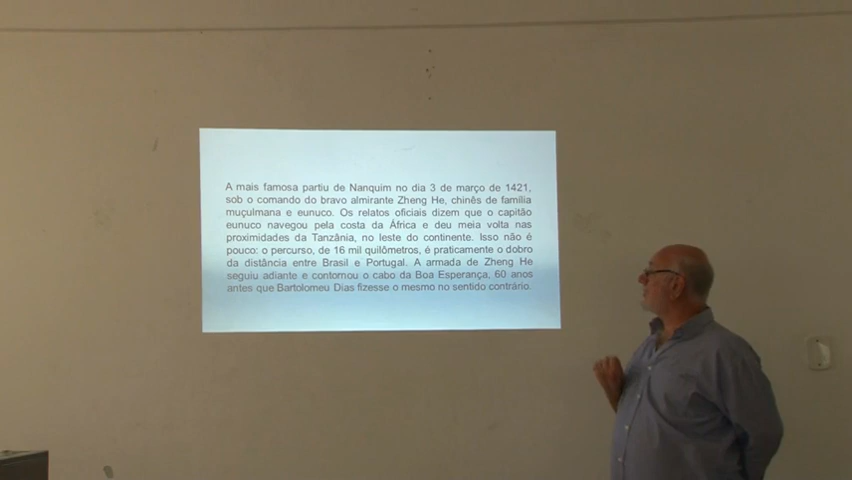 A mais famosa partiu de Nanquim no dia 3 de março de 1421,
sob o comando do bravo almirante Zheng He, chinês de família
muçulmana e eunuco. Os relatos oficiais dizem que o capitão
eunuco navegou pela costa da África e deu meia volta nas
proximidades da Tanzânia, no leste do continente. Isso não é
pouco: o percurso, de 16 mil quilômetros, é praticamente o dobro
da distância entre Brasil e Portugal. A armada de Zheng He
seguiu adiante e contornou o cabo da Boa Esperança, 60 anos
antes que Bartolomeu Dias fizesse o mesmo no sentido contrário.